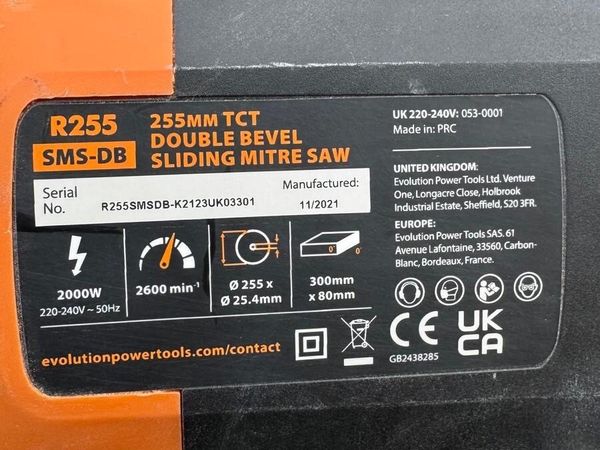 R255
SMS-DB
255MM TCT
DOUBLE BEVEL
SLIDING MITRE SAW
UK 220-240V: 053-0001
Made in: PRC
Serial
No.
R255SMSDB-K2123UK03301
Manufactured:
11/2021
UNITED KINGDOM:
Evolution Power Tools Ltd. Venture
One, Longacre Close, Holbrook
Industrial Estate, Sheffield, S20 3FR.
EUROPE:
Evolution Power Tools SAS. 61
Avenue Lafontaine, 33560, Carbon-
Blanc, Bordeaux, France.
2000W
220-240V ~ 50Hz
2600 min⁻¹
Ø 255 x
Ø 25.4mm
0˚
0˚
300mm
x 80mm
evolutionpowertools.com/contact
CE
UK
CA
GB2438285